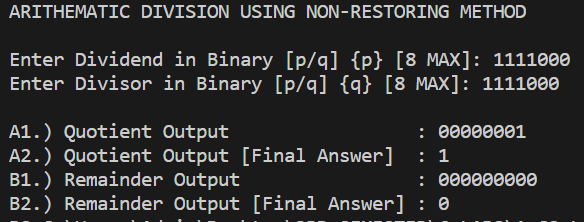 ARITHEMATIC DIVISION USING NON-RESTORING METHOD
Enter Dividend in Binary [p/q] {p} [8 MAX]: 1111000
Enter Divisor in Binary [p/q] {q} [8 MAX]: 1111000
A1.) Quotient Output : 00000001
A2.) Quotient Output [Final Answer] : 1
B1.) Remainder Output : 000000000
B2.) Remainder Output [Final Answer] : 0